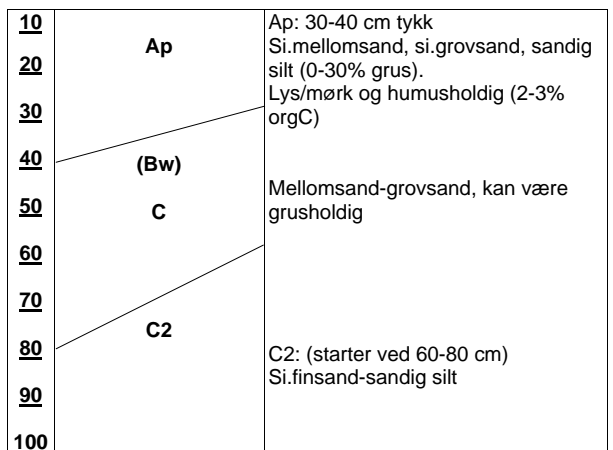 10
20
30
40
50
60
70
80
90
100
Ap
(Bw)
C
C2
Ap: 30-40 cm tykk
Si.mellomsand, si.grovsand, sandig
silt (0-30% grus).
Lys/mørk og humusholdig (2-3%
orgC)
Mellomsand-grovsand, kan være
grusholdig
C2: (starter ved 60-80 cm)
Si.finsand-sandig silt